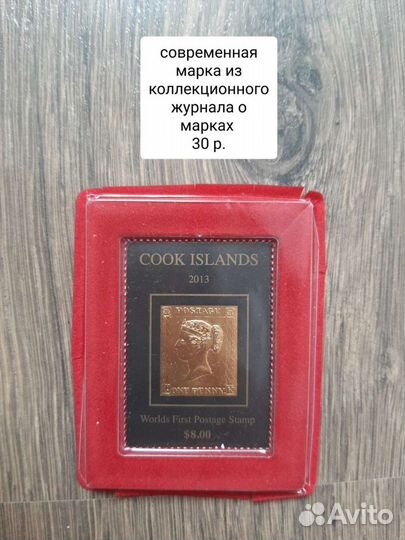 современная
марка из
коллекционного
журнала о
марках
30 р.
COOK ISLANDS
2013
POSTAGE
ONE PENNY
Worlds First Postage Stamp
$8.00
Avito